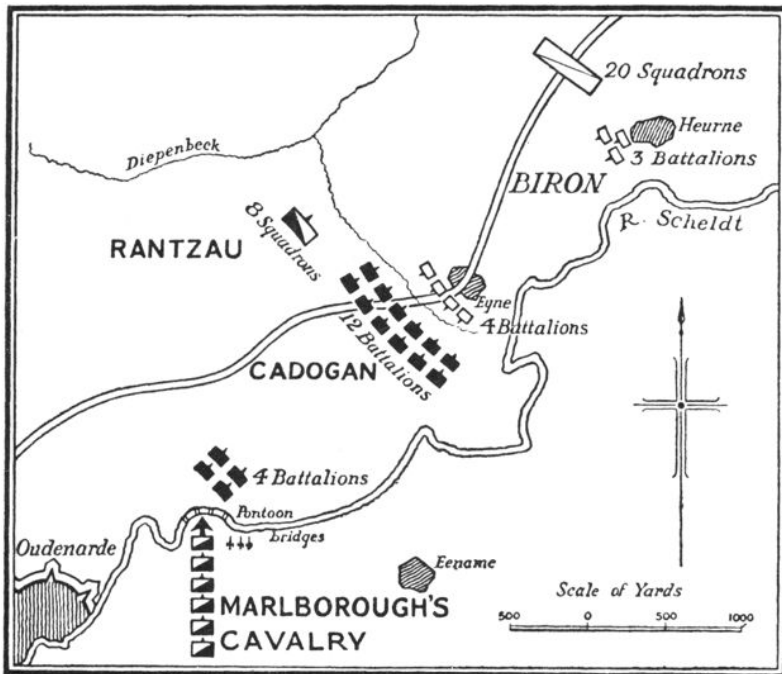 20 Squadrons
Heurne
3 Battalions
Diepenbeck
BIRON
R. Scheldt
8 Squadrons
RANTZAU
Eyne
4 Battalions
12 Battalions
CADOGAN
4 Battalions
Pontoon
bridges
Oudenarde
Eename
MARLBOROUGH'S
CAVALRY
Scale of Yards
500 0 500 1000